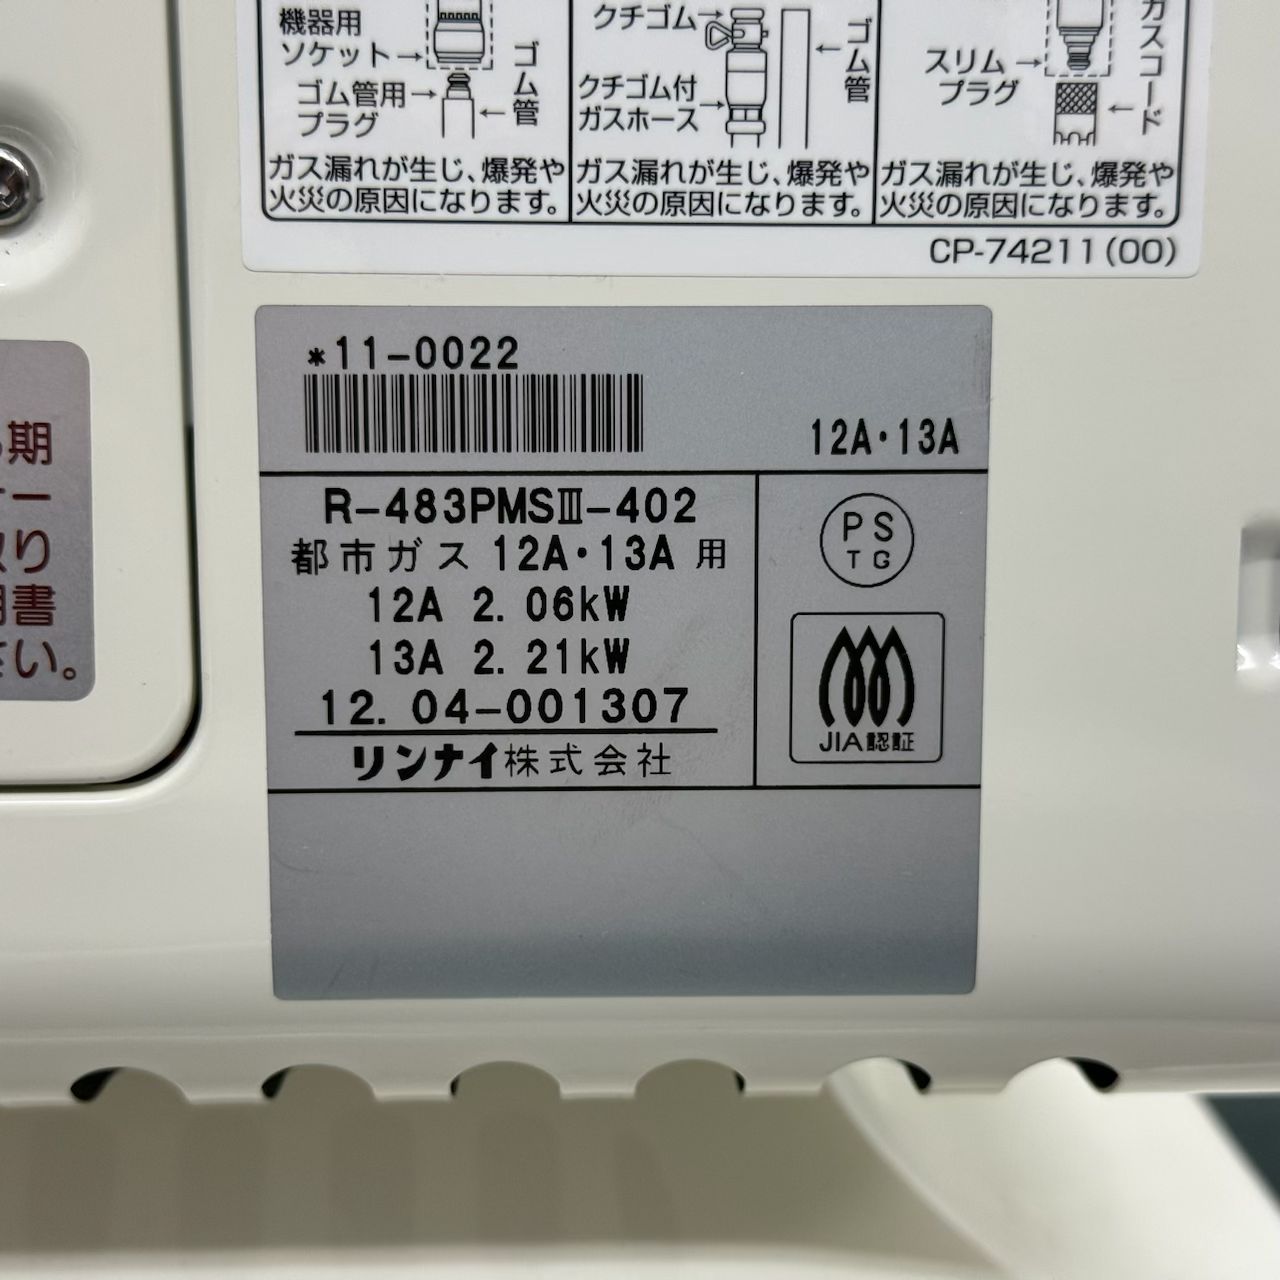 機器用
ソケット→
ゴム管用→
プラグ
←ゴム管
クチゴム→
クチゴム付
ガスホース→
←ゴム管
スリム→
プラグ
←ガスコード
ガス漏れが生じ、爆発や
火災の原因になります。
ガス漏れが生じ、爆発や
火災の原因になります。
ガス漏れが生じ、爆発や
火災の原因になります。
CP-74211(00)
*11-0022
12A・13A
R-483PMSⅢ-402
都市ガス 12A・13A 用
12A 2.06kW
13A 2.21kW
12.04-001307
リンナイ株式会社
PS
TG
JIA認証
期
ー
り
書
さい。